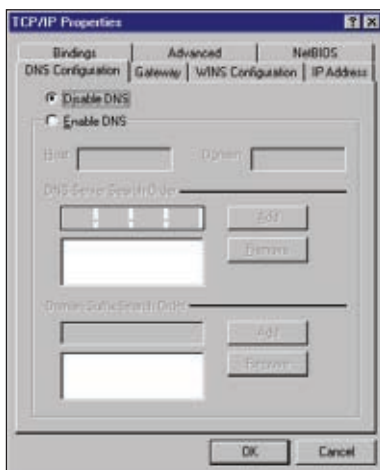 TCP/IP Properties
Bindings Advanced NetBIOS
DNS Configuration Gateway WINS Configuration IP Address
Disable DNS
Enable DNS
Host: Domain:
DNS Server Search Order
Add
Remove
Domain Suffix Search Order
Add
Remove
OK Cancel